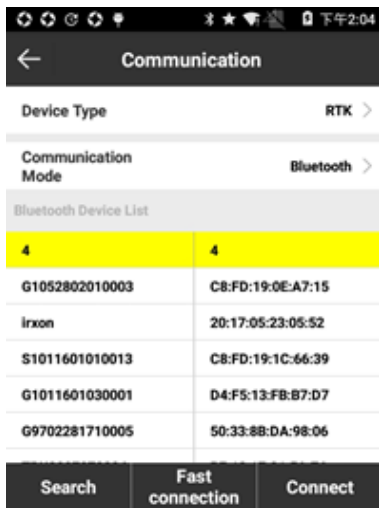 下午2:04
Communication
Device Type RTK
Communication
Mode Bluetooth
Bluetooth Device List
4 4
G1052802010003 C8:FD:19:0E:A7:15
irxon 20:17:05:23:05:52
S1011601010013 C8:FD:19:1C:66:39
G1011601030001 D4:F5:13:FB:B7:D7
G9702281710005 50:33:8B:DA:98:06
Search Fast connection Connect